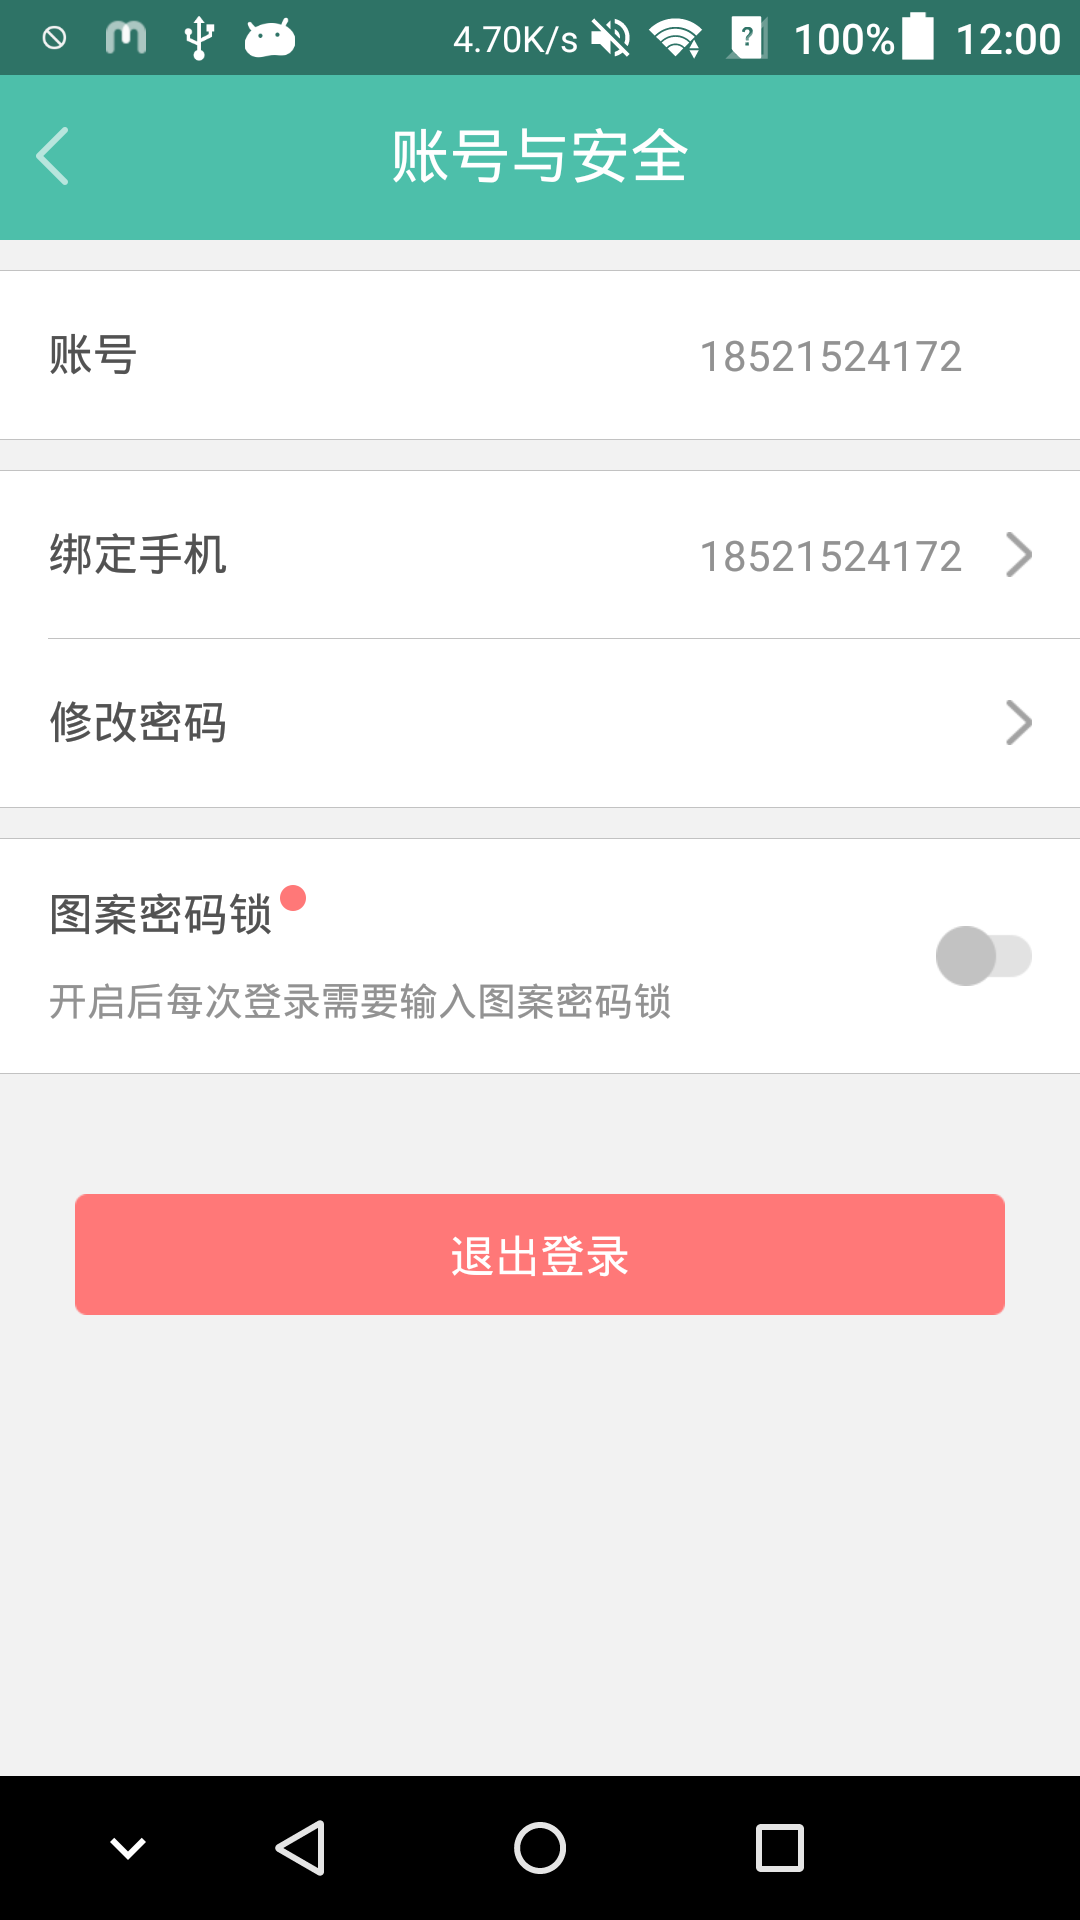 4.70K/s 100% 12:00
账号与安全
账号 18521524172
绑定手机 18521524172
修改密码
图案密码锁
开启后每次登录需要输入图案密码锁
退出登录